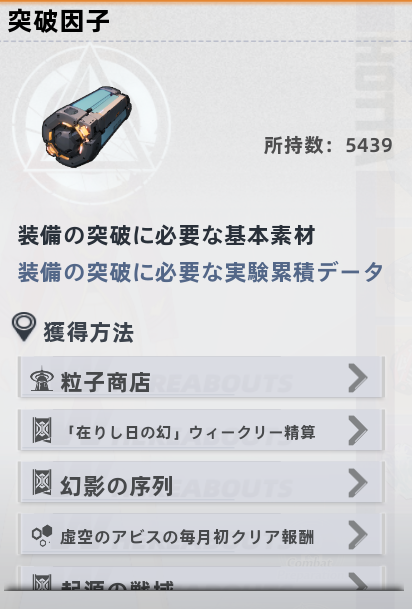 突破因子
所持数: 5439
装備の突破に必要な基本素材
装備の突破に必要な実験累積データ
獲得方法
粒子商店
「在りし日の幻」ウィークリー精算
幻影の序列
虚空のアビスの毎月初クリア報酬
起源の戦域